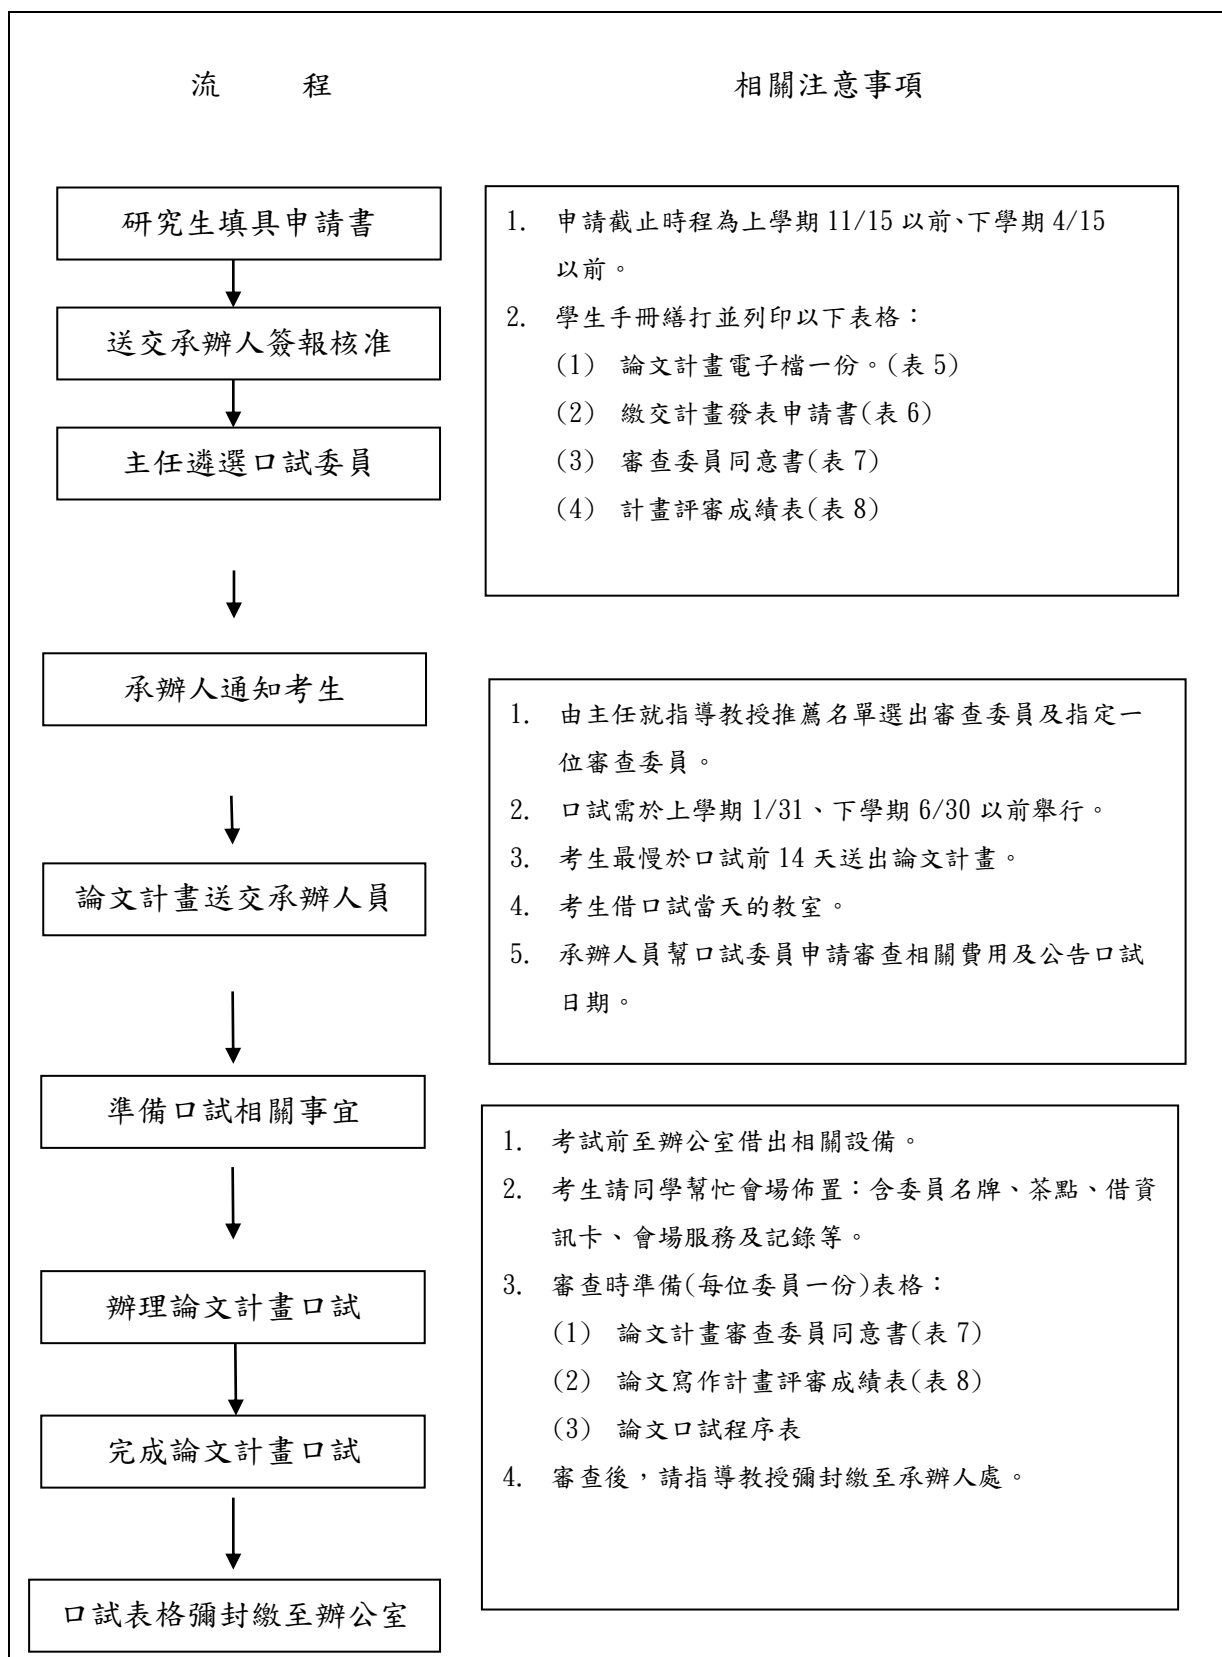 流 程
相關注意事項
研究生填具申請書
送交承辦人簽報核准
主任遴選口試委員
1. 申請截止時程為上學期 11/15 以前、下學期 4/15
以前。
2. 學生手冊繕打並列印以下表格：
(1) 論文計畫電子檔一份。(表 5)
(2) 繳交計畫發表申請書(表 6)
(3) 審查委員同意書(表 7)
(4) 計畫評審成績表(表 8)
承辦人通知考生
論文計畫送交承辦人員
1. 由主任就指導教授推薦名單選出審查委員及指定一
位審查委員。
2. 口試需於上學期 1/31、下學期 6/30 以前舉行。
3. 考生最慢於口試前 14 天送出論文計畫。
4. 考生借口試當天的教室。
5. 承辦人員幫口試委員申請審查相關費用及公告口試
日期。
準備口試相關事宜
辦理論文計畫口試
完成論文計畫口試
口試表格彌封繳至辦公室
1. 考試前至辦公室借出相關設備。
2. 考生請同學幫忙會場佈置：含委員名牌、茶點、借資
訊卡、會場服務及記錄等。
3. 審查時準備(每位委員一份)表格：
(1) 論文計畫審查委員同意書(表 7)
(2) 論文寫作計畫評審成績表(表 8)
(3) 論文口試程序表
4. 審查後，請指導教授彌封繳至承辦人處。